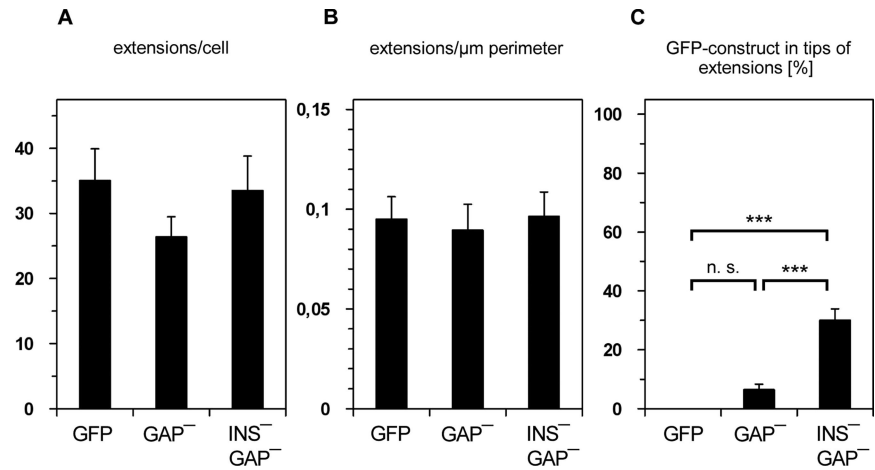 A
extensions/cell
40
30
25
30
0
GFP
GAP¯
INS¯
GAP¯
B
extensions/µm perimeter
0,15
0,1
0,05
0
GFP
GAP¯
INS¯
GAP¯
C
GFP-construct in tips of
extensions [%]
100
80
60
40
20
0
***
n. s.
***
GFP
GAP¯
INS¯
GAP¯